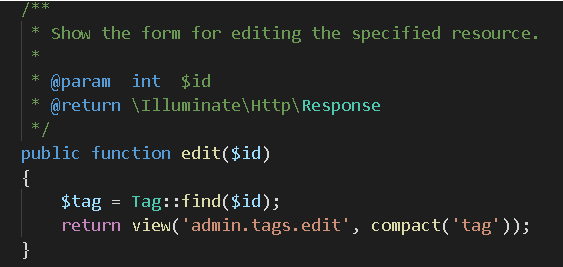 /**
 * Show the form for editing the specified resource.
 *
 * @param  int  $id
 * @return \Illuminate\Http\Response
 */
public function edit($id)
{
    $tag = Tag::find($id);
    return view('admin.tags.edit', compact('tag'));
}